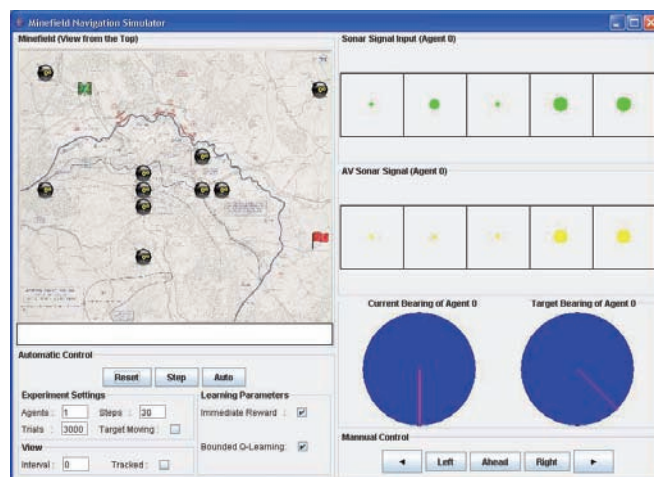 Minefield Navigation Simulator
Minefield (View from the Top)
Automatic Control
Reset Step Auto
Experiment Settings
Agents : 1 Steps : 30
Trials : 3000 Target Moving :
View
Interval : 0 Tracked :
Learning Parameters
Immediate Reward :
Bounded Q-Learning:
Sonar Signal Input (Agent 0)
AV Sonar Signal (Agent 0)
Current Bearing of Agent 0 Target Bearing of Agent 0
Mannual Control
Left Ahead Right